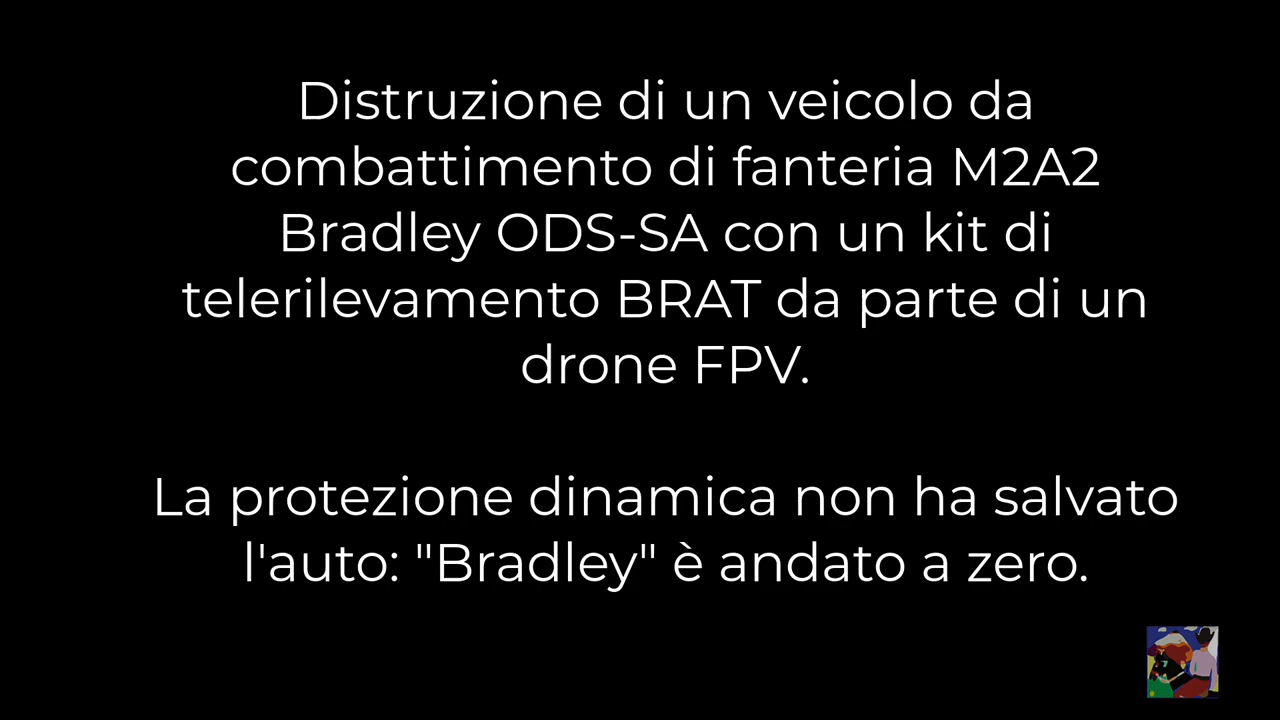 Distruzione di un veicolo da
combattimento di fanteria M2A2
Bradley ODS-SA con un kit di
telerilevamento BRAT da parte di un
drone FPV.
La protezione dinamica non ha salvato
l'auto: "Bradley" è andato a zero.